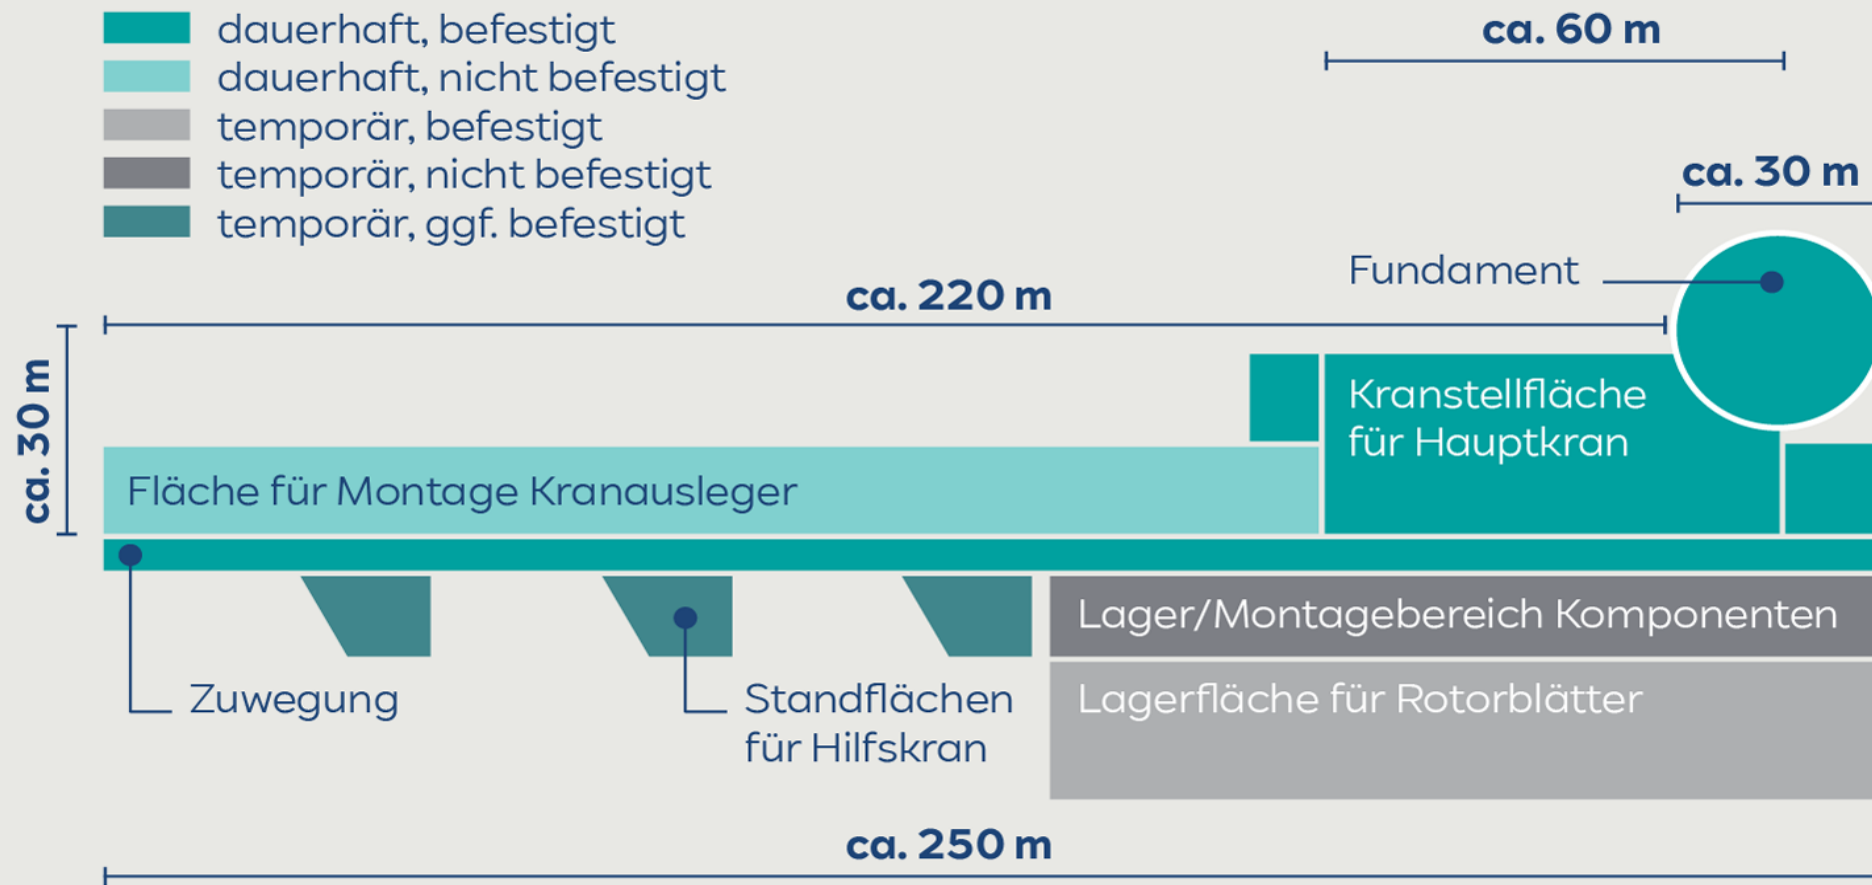 dauerhaft, befestigt
dauerhaft, nicht befestigt
temporär, befestigt
temporär, nicht befestigt
temporär, ggf. befestigt
ca. 60 m
ca. 30 m
Fundament
ca. 220 m
ca. 30 m
Kranstellfläche
für Hauptkran
Fläche für Montage Kranausleger
Lager/Montagebereich Komponenten
Zuwegung
Standflächen
für Hilfskran
Lagerfläche für Rotorblätter
ca. 250 m